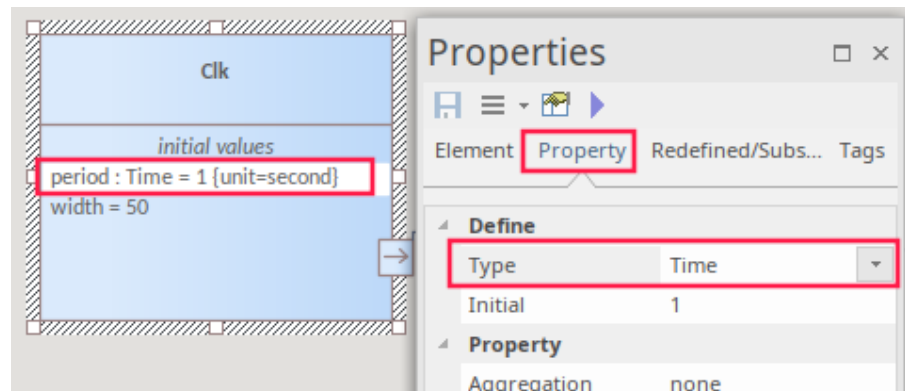 Clk
initial values
period : Time = 1 {unit=second}
width = 50
Properties
Element Property Redefined/Subs... Tags
Define
Type Time
Initial 1
Property
Aggregation none